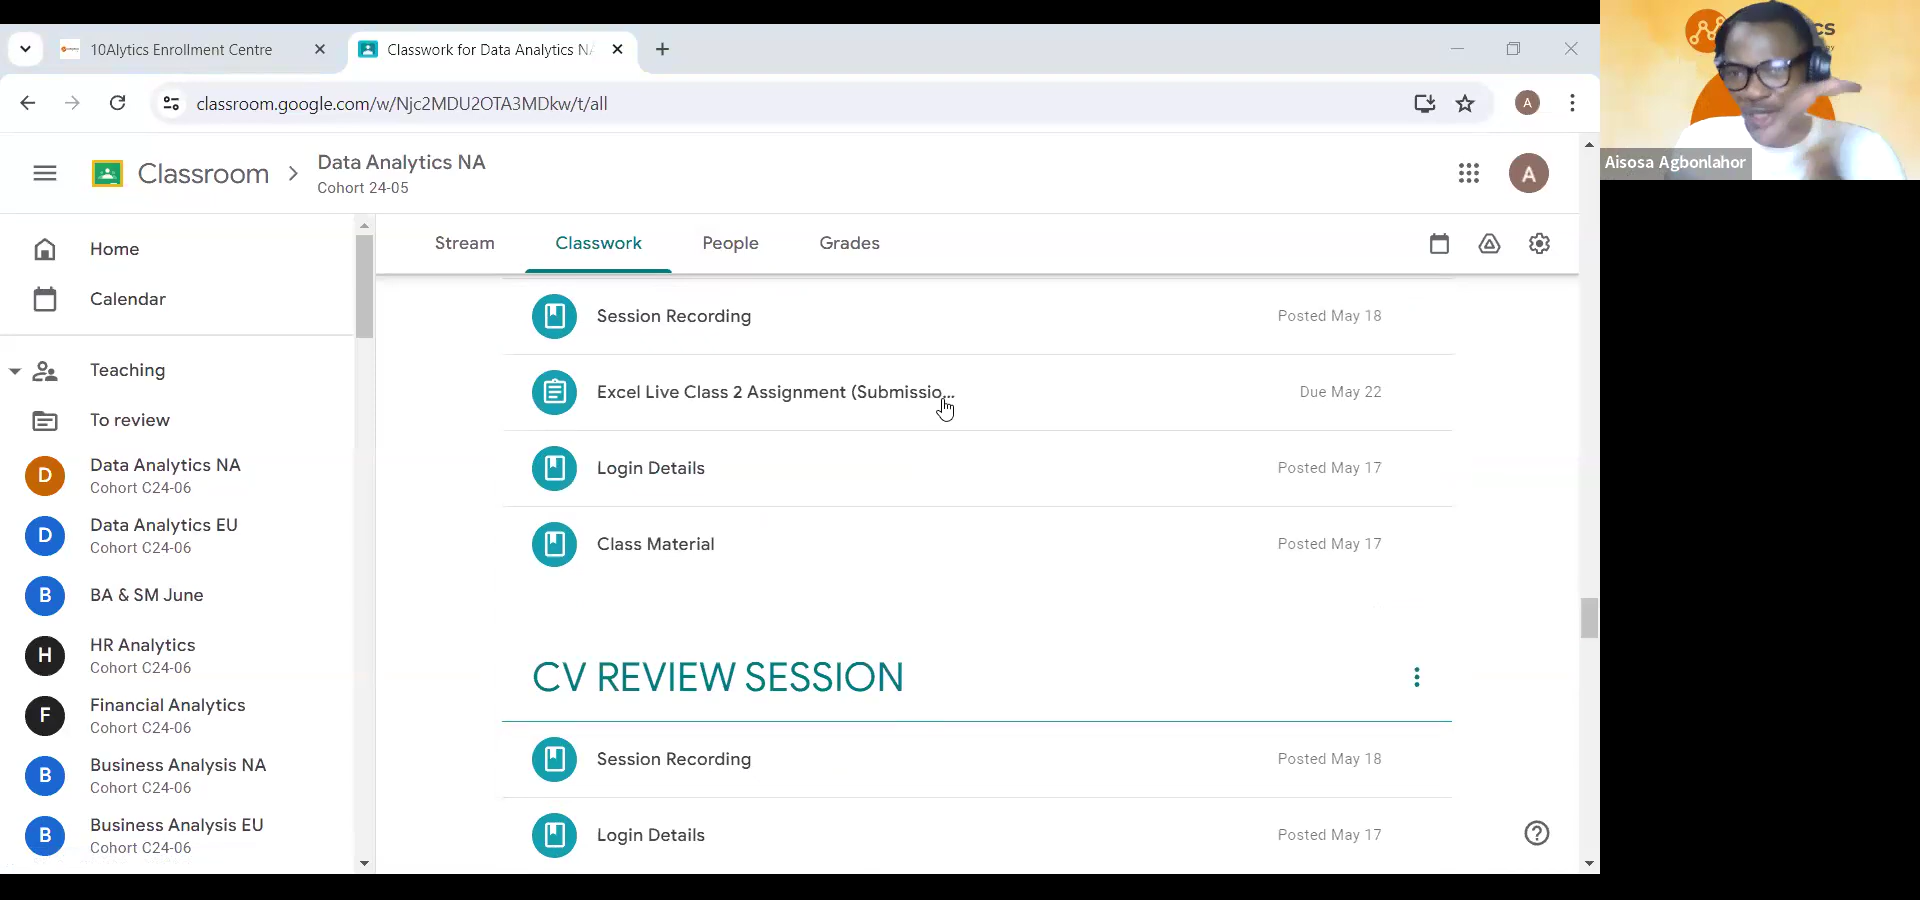 10Alytics Enrollment Centre
Classwork for Data Analytics NA
classroom.google.com/w/Njc2MDU2OTA3MDkw/t/all
A
Aisosa Agbonlahor
Classroom
Data Analytics NA
Cohort 24-05
A
Home
Calendar
Teaching
To review
D
Data Analytics NA
Cohort C24-06
D
Data Analytics EU
Cohort C24-06
B
BA & SM June
H
HR Analytics
Cohort C24-06
F
Financial Analytics
Cohort C24-06
B
Business Analysis NA
Cohort C24-06
B
Business Analysis EU
Cohort C24-06
Stream Classwork People Grades
Session Recording Posted May 18
Excel Live Class 2 Assignment (Submissio... Due May 22
Login Details Posted May 17
Class Material Posted May 17
CV REVIEW SESSION
Session Recording Posted May 18
Login Details Posted May 17